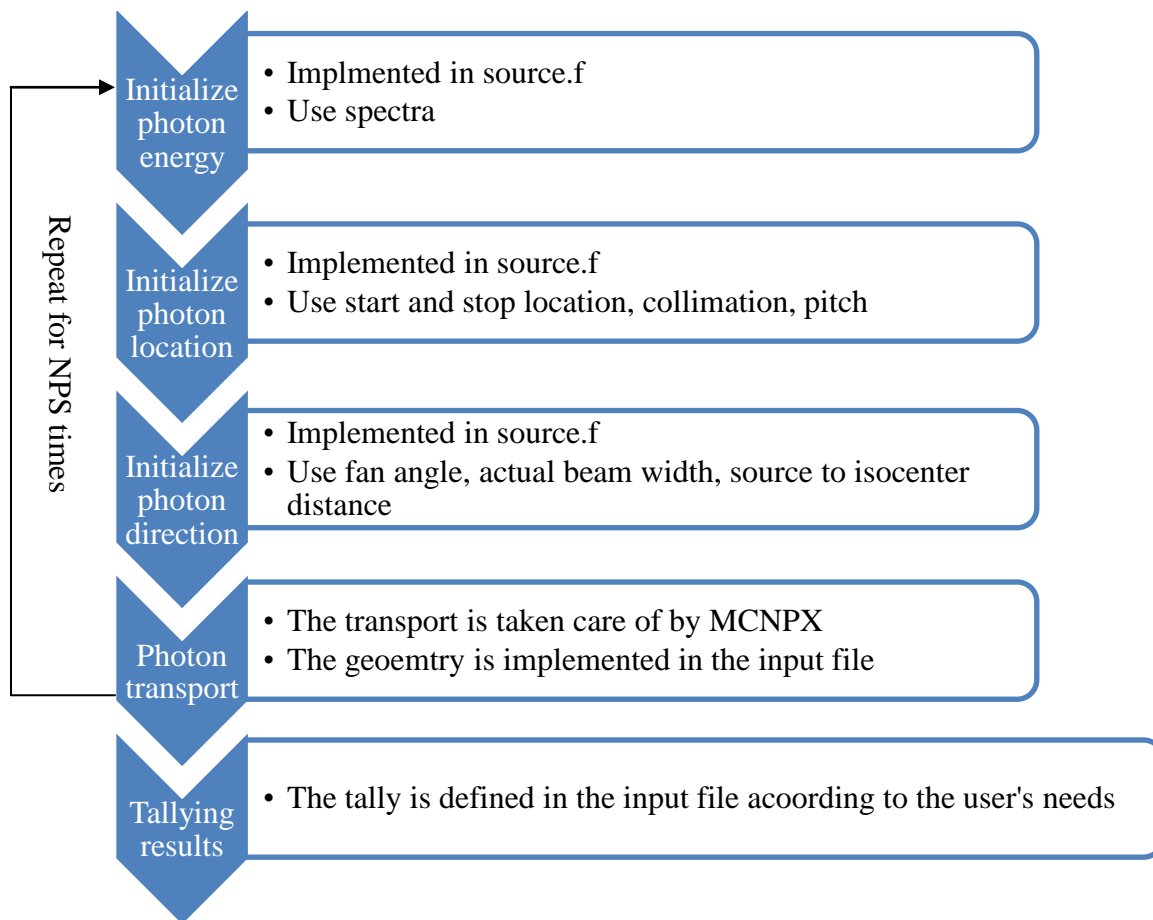 Repeat for NPS times
Initialize
photon
energy
• Implmented in source.f
• Use spectra
Initialize
photon
location
• Implemented in source.f
• Use start and stop location, collimation, pitch
Initialize
photon
direction
• Implemented in source.f
• Use fan angle, actual beam width, source to isocenter
distance
Photon
transport
• The transport is taken care of by MCNPX
• The geoemtry is implemented in the input file
Tallying
results
• The tally is defined in the input file acoording to the user's needs